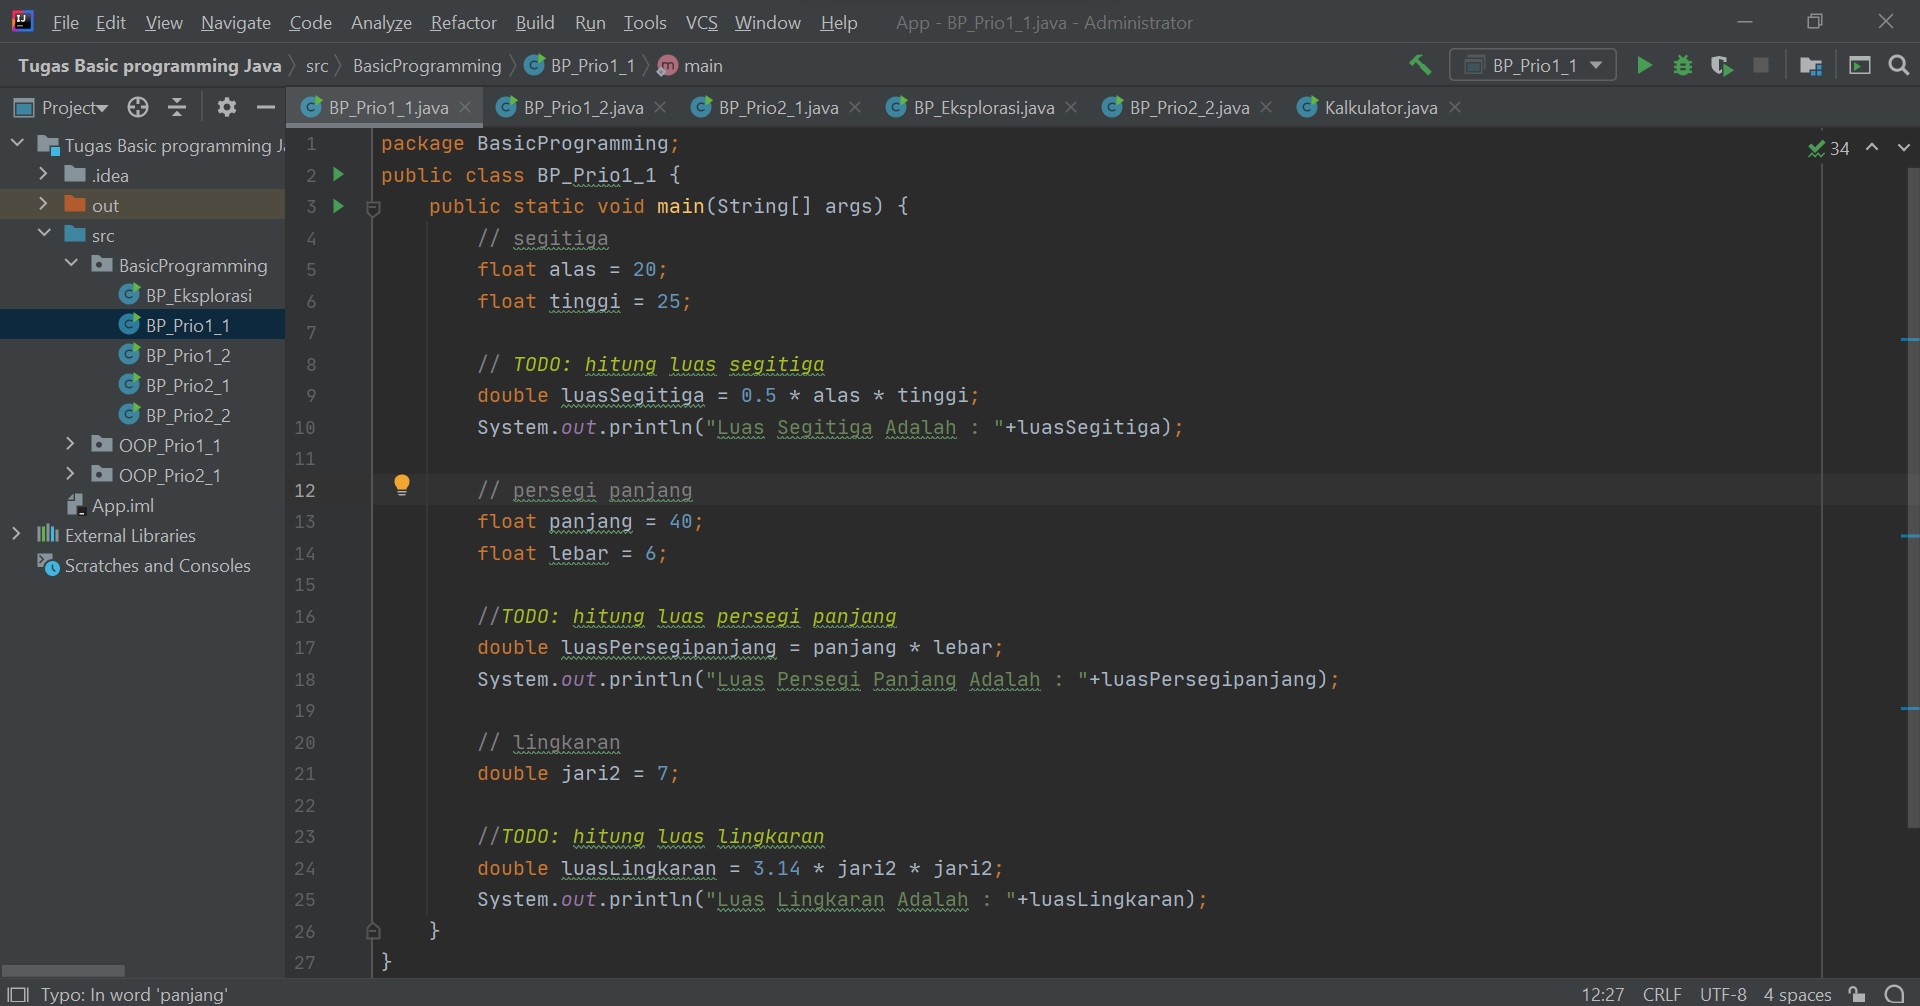 File Edit View Navigate Code Analyze Refactor Build Run Tools VCS Window Help App - BP_Prio1_1.java - Administrator
Tugas Basic programming Java src BasicProgramming BP_Prio1_1 main BP_Prio1_1
Project BP_Prio1_1.java BP_Prio1_2.java BP_Prio2_1.java BP_Eksplorasi.java BP_Prio2_2.java Kalkulator.java
Tugas Basic programming J
.idea
out
src
BasicProgramming
BP_Eksplorasi
BP_Prio1_1
BP_Prio1_2
BP_Prio2_1
BP_Prio2_2
OOP_Prio1_1
OOP_Prio2_1
App.iml
External Libraries
Scratches and Consoles
34
1 package BasicProgramming;
2 public class BP_Prio1_1 {
3 public static void main(String[] args) {
4 // segitiga
5 float alas = 20;
6 float tinggi = 25;
7
8 // TODO: hitung luas segitiga
9 double luasSegitiga = 0.5 * alas * tinggi;
10 System.out.println("Luas Segitiga Adalah : "+luasSegitiga);
11
12 // persegi panjang
13 float panjang = 40;
14 float lebar = 6;
15
16 //TODO: hitung luas persegi panjang
17 double luasPersegipanjang = panjang * lebar;
18 System.out.println("Luas Persegi Panjang Adalah : "+luasPersegipanjang);
19
20 // lingkaran
21 double jari2 = 7;
22
23 //TODO: hitung luas lingkaran
24 double luasLingkaran = 3.14 * jari2 * jari2;
25 System.out.println("Luas Lingkaran Adalah : "+luasLingkaran);
26 }
27 }
Typo: In word 'panjang' 12:27 CRLF UTF-8 4 spaces